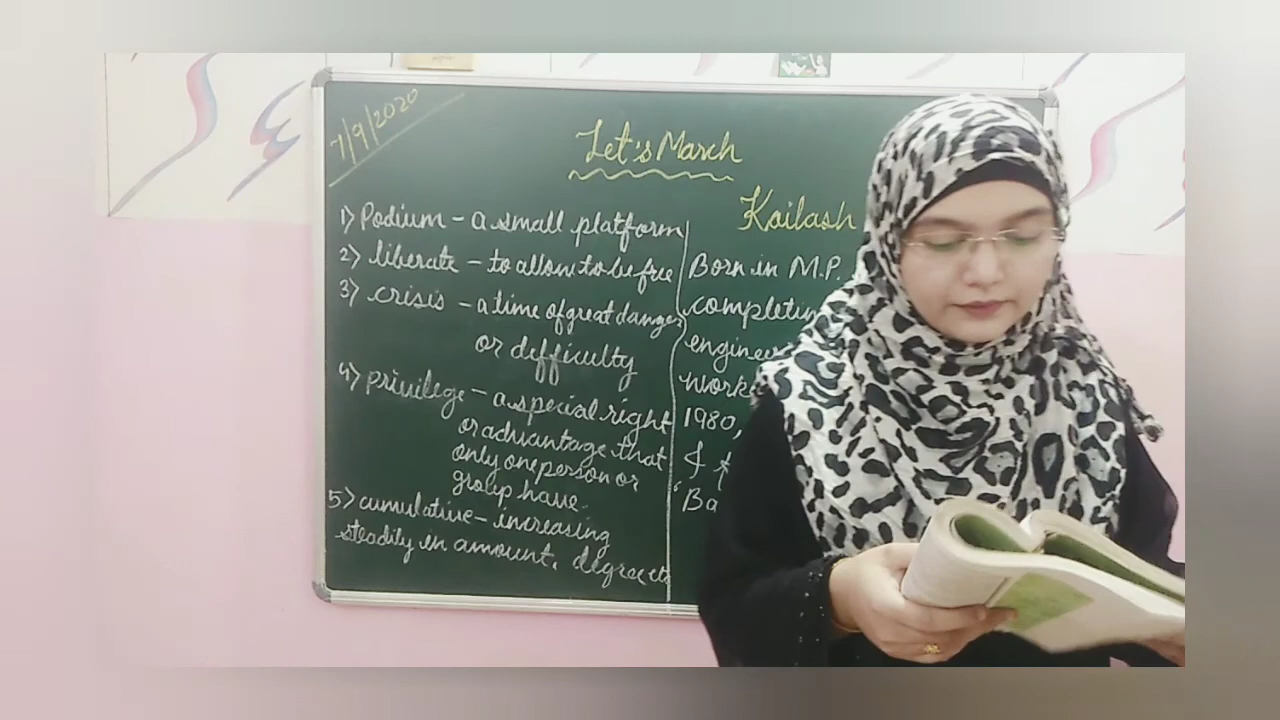 7/9/2020
Let's March
1) Podium - a small platform
2) liberate - to allow to be free
3) crisis - a time of great danger
or difficulty
4) privilege - a special right
or advantage that
only one person or
group have.
5) cumulative - increasing
steadily in amount, degree etc
Kailash
Born in M.P.
completin
engineer
work
1980,
&
'Ba